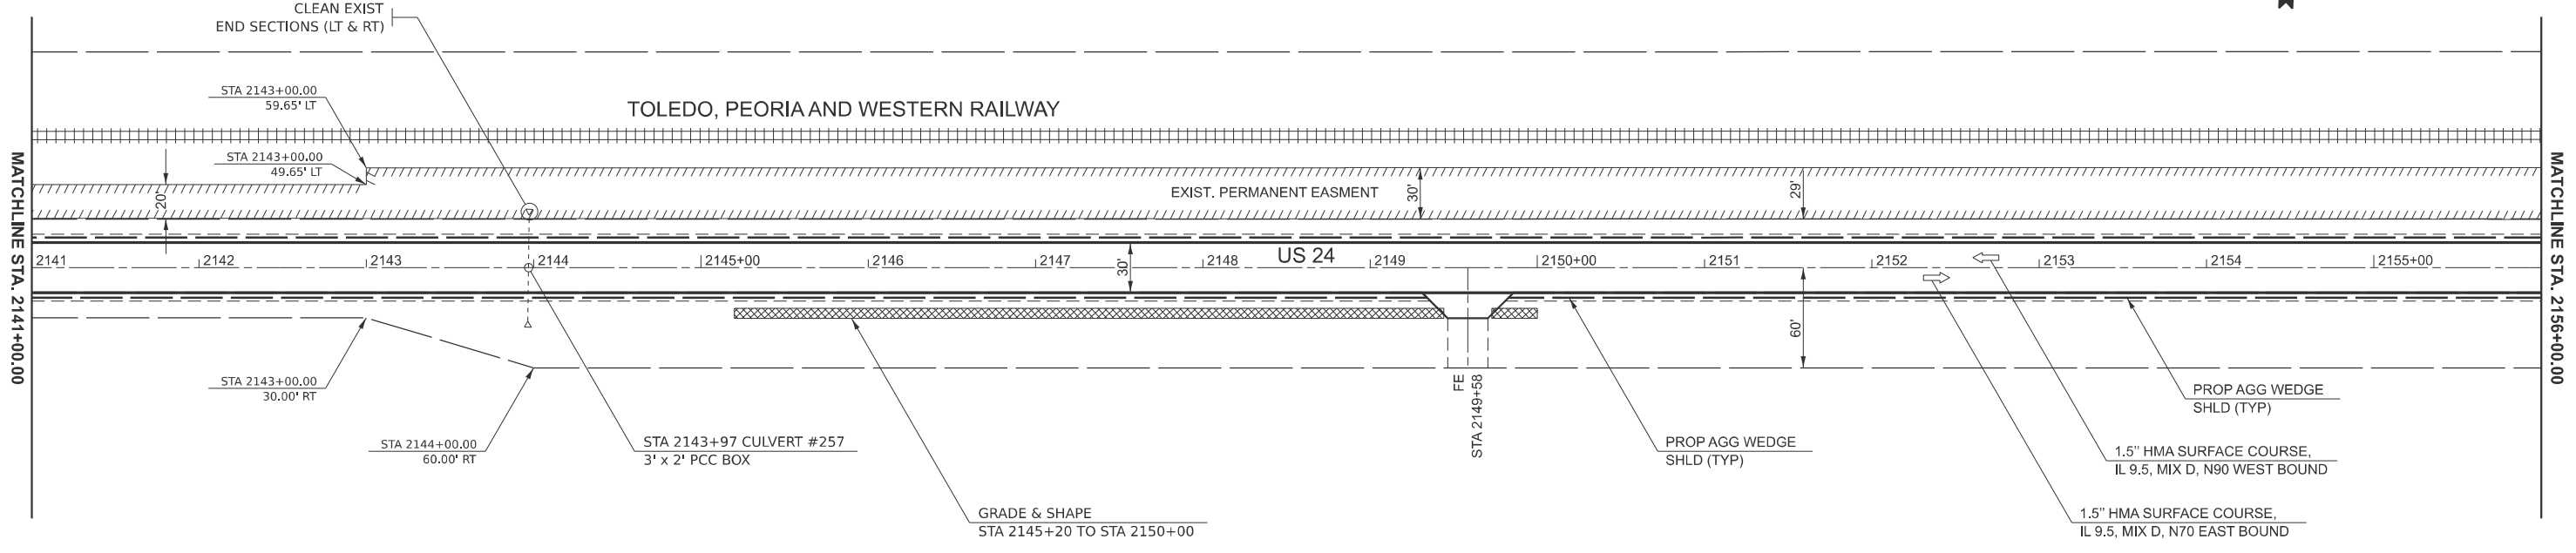 CLEAN EXIST
END SECTIONS (LT & RT)
STA 2143+00.00
59.65' LT
TOLEDO, PEORIA AND WESTERN RAILWAY
STA 2143+00.00
49.65' LT
MATCHLINE STA. 2141+00.00
20'
EXIST. PERMANENT EASMENT
30'
29'
MATCHLINE STA. 2156+00.00
US 24
2141
2142
2143
2144
2145+00
2146
2147
2148
2149
2150+00
2151
2152
2153
2154
2155+00
30'
60'
STA 2143+00.00
30.00' RT
STA 2144+00.00
60.00' RT
STA 2143+97 CULVERT #257
3' x 2' PCC BOX
GRADE & SHAPE
STA 2145+20 TO STA 2150+00
FE
STA 2149+58
PROP AGG WEDGE
SHLD (TYP)
PROP AGG WEDGE
SHLD (TYP)
1.5" HMA SURFACE COURSE,
IL 9.5, MIX D, N90 WEST BOUND
1.5" HMA SURFACE COURSE,
IL 9.5, MIX D, N70 EAST BOUND